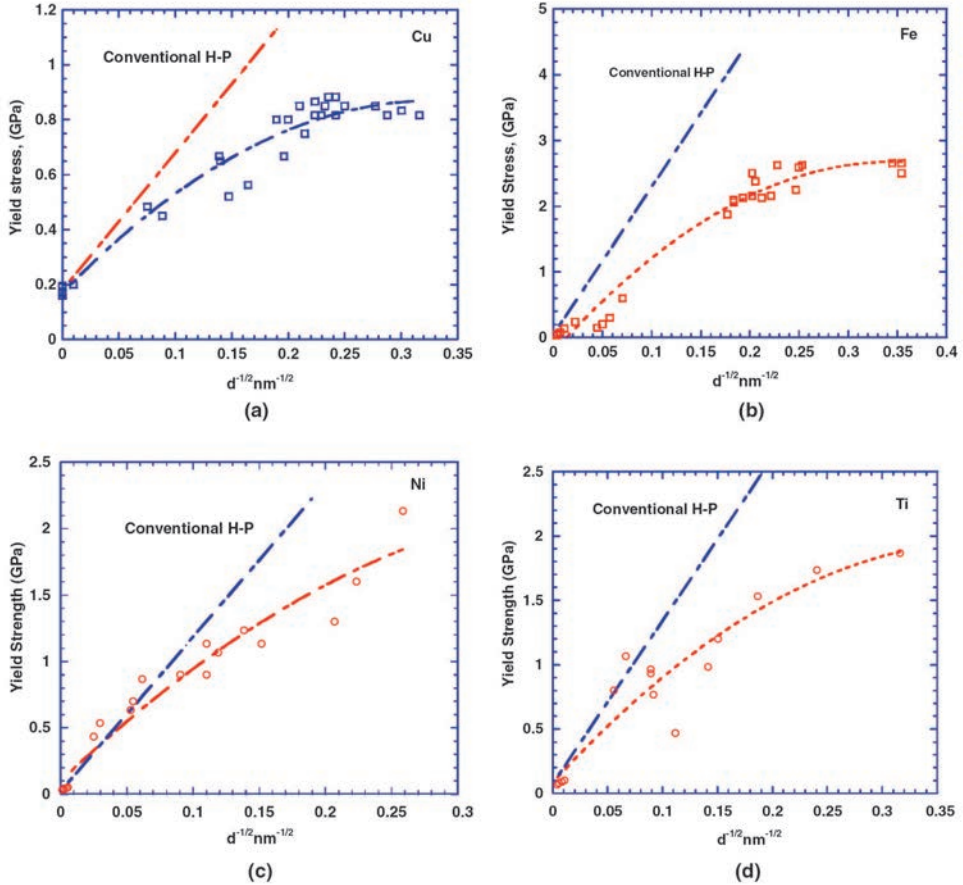 1.2
1
0.8
0.6
0.4
0.2
0
Yield stress, (GPa)
Cu
Conventional H-P
0 0.05 0.1 0.15 0.2 0.25 0.3 0.35
d-1/2nm-1/2
(a)
5
4
3
2
1
0
Yield Stress, (GPa)
Fe
Conventional H-P
0 0.05 0.1 0.15 0.2 0.25 0.3 0.35 0.4
d-1/2nm-1/2
(b)
2.5
2
1.5
1
0.5
0
Yield Strength (GPa)
Ni
Conventional H-P
0 0.05 0.1 0.15 0.2 0.25 0.3
d-1/2nm-1/2
(c)
2.5
2
1.5
1
0.5
0
Yield Strength (GPa)
Ti
Conventional H-P
0 0.05 0.1 0.15 0.2 0.25 0.3 0.35
d-1/2nm-1/2
(d)